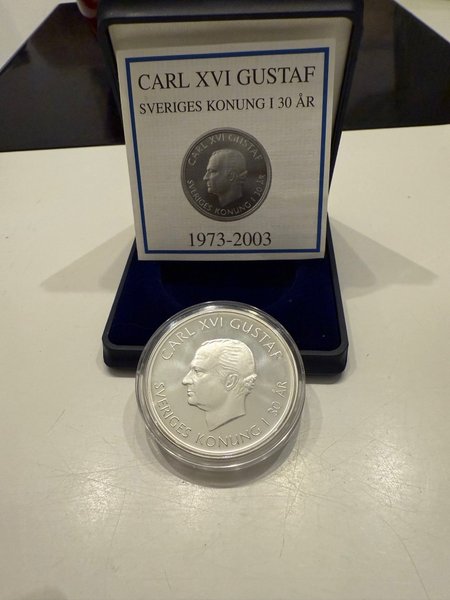 CARL XVI GUSTAF
SVERIGES KONUNG I 30 ÅR
CARL XVI GUSTAF
SVERIGES KONUNG I 30 ÅR
1973-2003
CARL XVI GUSTAF
SVERIGES KONUNG I 30 ÅR